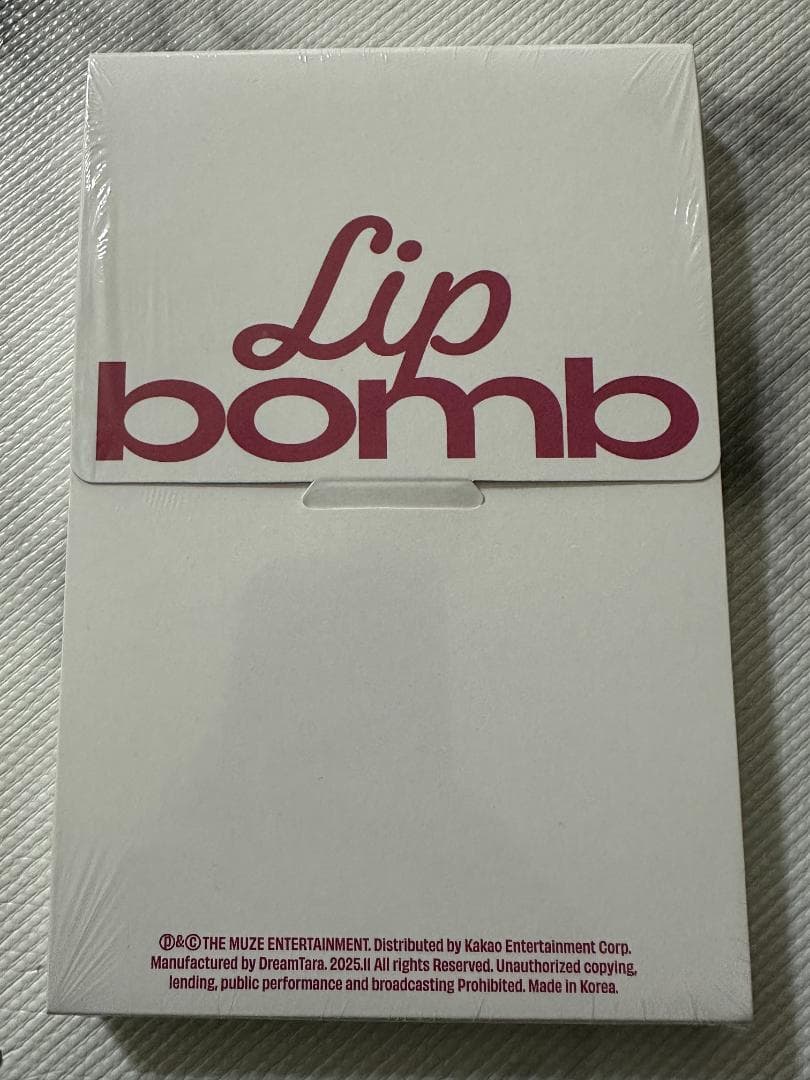 Lip
bomb
Ⓟ&ⒸTHE MUZE ENTERTAINMENT. Distributed by Kakao Entertainment Corp.
Manufactured by DreamTara. 2025.11 All rights Reserved. Unauthorized copying,
lending, public performance and broadcasting Prohibited. Made in Korea.